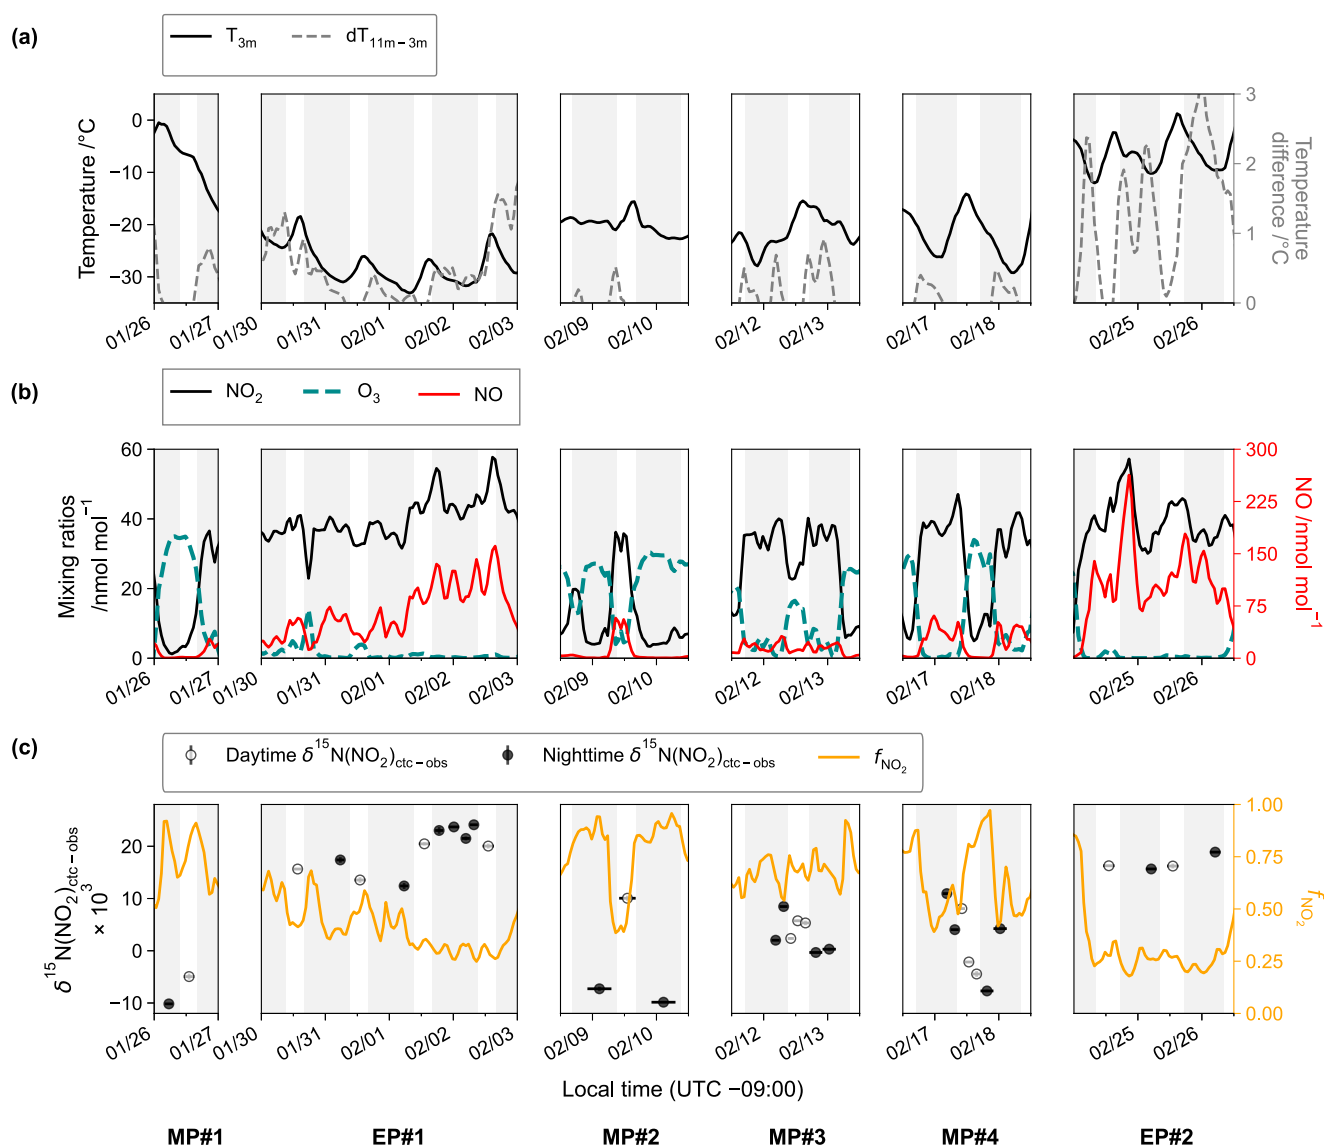 (a)
T3m dT11m−3m
0
−10
−20
−30
Temperature /°C
3
2
1
0
Temperature difference /°C
01/26 01/27 01/30 01/31 02/01 02/02 02/03 02/09 02/10 02/12 02/13 02/17 02/18 02/25 02/26
(b)
NO2 O3 NO
60
40
20
0
Mixing ratios
/nmol mol−1
300
225
150
75
0
NO /nmol mol−1
01/26 01/27 01/30 01/31 02/01 02/02 02/03 02/09 02/10 02/12 02/13 02/17 02/18 02/25 02/26
(c)
Daytime δ15N(NO2)ctc−obs Nighttime δ15N(NO2)ctc−obs fNO2
20
10
0
−10
δ15N(NO2)ctc−obs
× 103
1.00
0.75
0.50
0.25
0.00
fNO2
01/26 01/27 01/30 01/31 02/01 02/02 02/03 02/09 02/10 02/12 02/13 02/17 02/18 02/25 02/26
Local time (UTC −09:00)
MP#1 EP#1 MP#2 MP#3 MP#4 EP#2